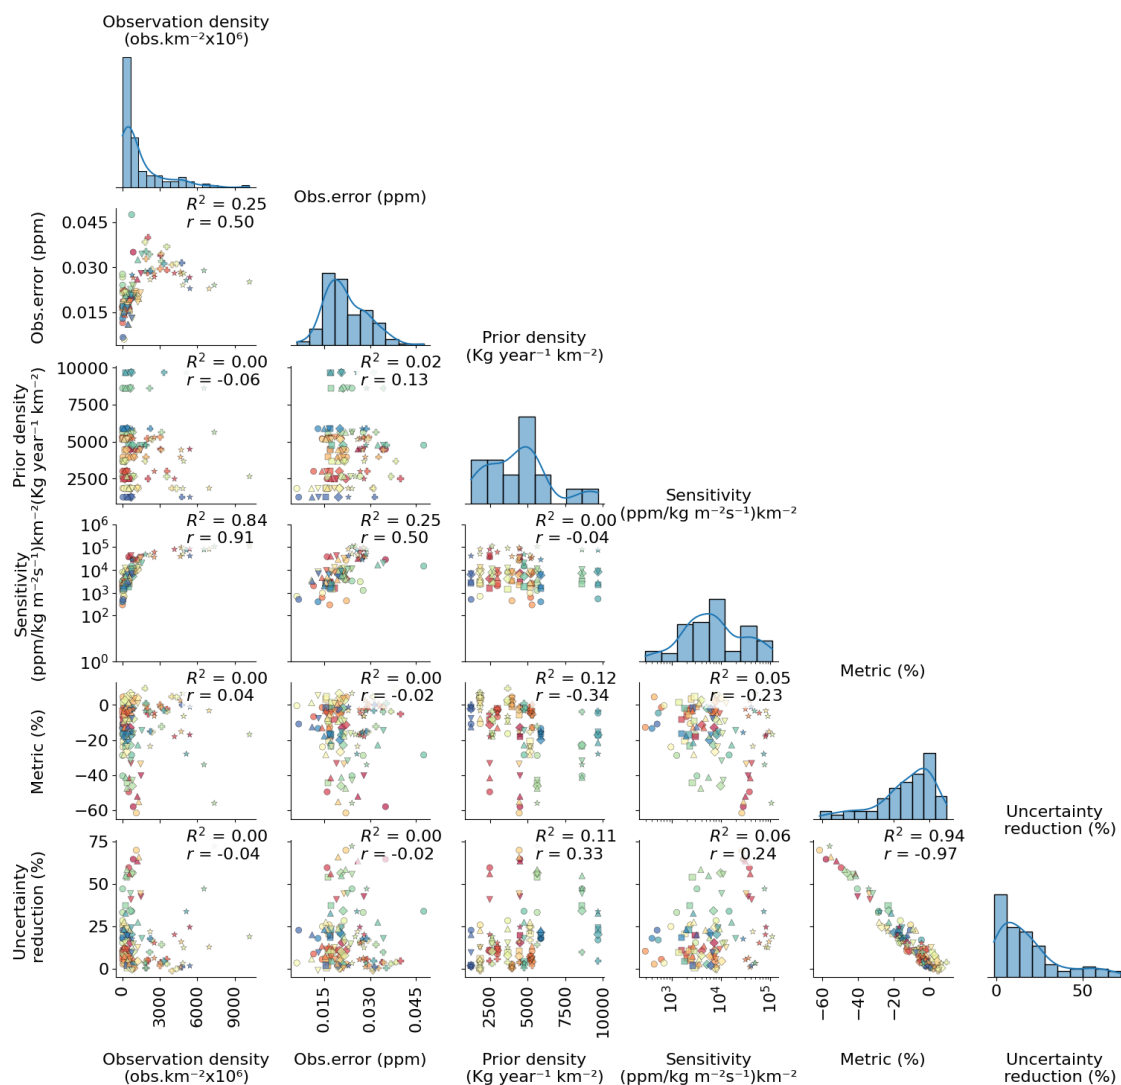 Observation density
(obs.km⁻²x10⁶)
Obs.error (ppm)
R² = 0.25
r = 0.50
0.045
0.030
0.015
Obs.error (ppm)
Prior density
(Kg year⁻¹ km⁻²)
R² = 0.00
r = -0.06
R² = 0.02
r = 0.13
10000
7500
5000
2500
Prior density
(Kg year⁻¹ km⁻²)
Sensitivity
(ppm/kg m⁻²s⁻¹)km⁻²
R² = 0.84
r = 0.91
R² = 0.25
r = 0.50
R² = 0.00
r = -0.04
10⁶
10⁵
10⁴
10³
10²
10⁰
Sensitivity
(ppm/kg m⁻²s⁻¹)km⁻²
Metric (%)
R² = 0.00
r = 0.04
R² = 0.00
r = -0.02
R² = 0.12
r = -0.34
R² = 0.05
r = -0.23
0
−20
−40
−60
Metric (%)
Uncertainty
reduction (%)
R² = 0.00
r = -0.04
R² = 0.00
r = -0.02
R² = 0.11
r = 0.33
R² = 0.06
r = 0.24
R² = 0.94
r = -0.97
75
50
25
0
Uncertainty
reduction (%)
0 3000 6000 9000
0.015 0.030 0.045
2500 5000 7500 10000
10³ 10⁴ 10⁵
−60 −40 −20 0
0 50
Observation density
(obs.km⁻²x10⁶)
Obs.error (ppm)
Prior density
(Kg year⁻¹ km⁻²)
Sensitivity
(ppm/kg m⁻²s⁻¹)km⁻²
Metric (%)
Uncertainty
reduction (%)